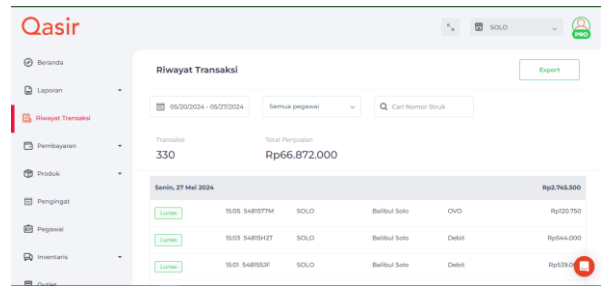 Qasir
SOLO
PRO
Beranda
Laporan
Riwayat Transaksi
Pembayaran
Produk
Pengingat
Pegawai
Inventaris
Outlet
Riwayat Transaksi
Export
05/20/2024 - 05/27/2024
Semua pegawai
Cari Nomor Struk
Transaksi
Total Penjualan
330
Rp66.872.000
Senin, 27 Mei 2024 Rp2.745.500
Lunas 15:05 5481577M SOLO Balibul Solo OVO Rp120.750
Lunas 15:03 54815H2T SOLO Balibul Solo Debit Rp544.000
Lunas 15:01 548155JF SOLO Balibul Solo Debit